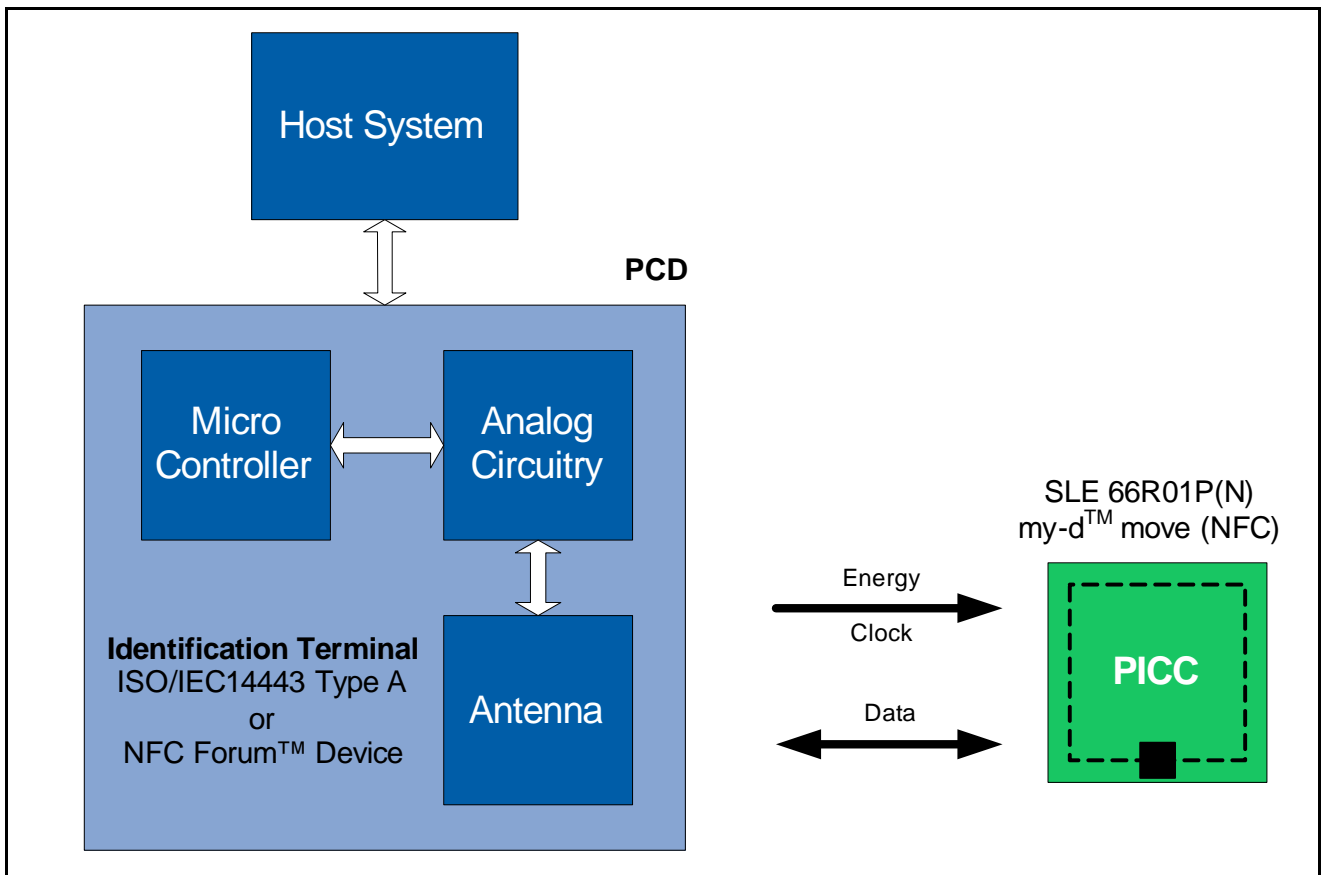 Host System
PCD
Micro
Controller
Analog
Circuitry
Identification Terminal
ISO/IEC14443 Type A
or
NFC Forum™ Device
Antenna
Energy
Clock
Data
SLE 66R01P(N)
my-d™ move (NFC)
PICC